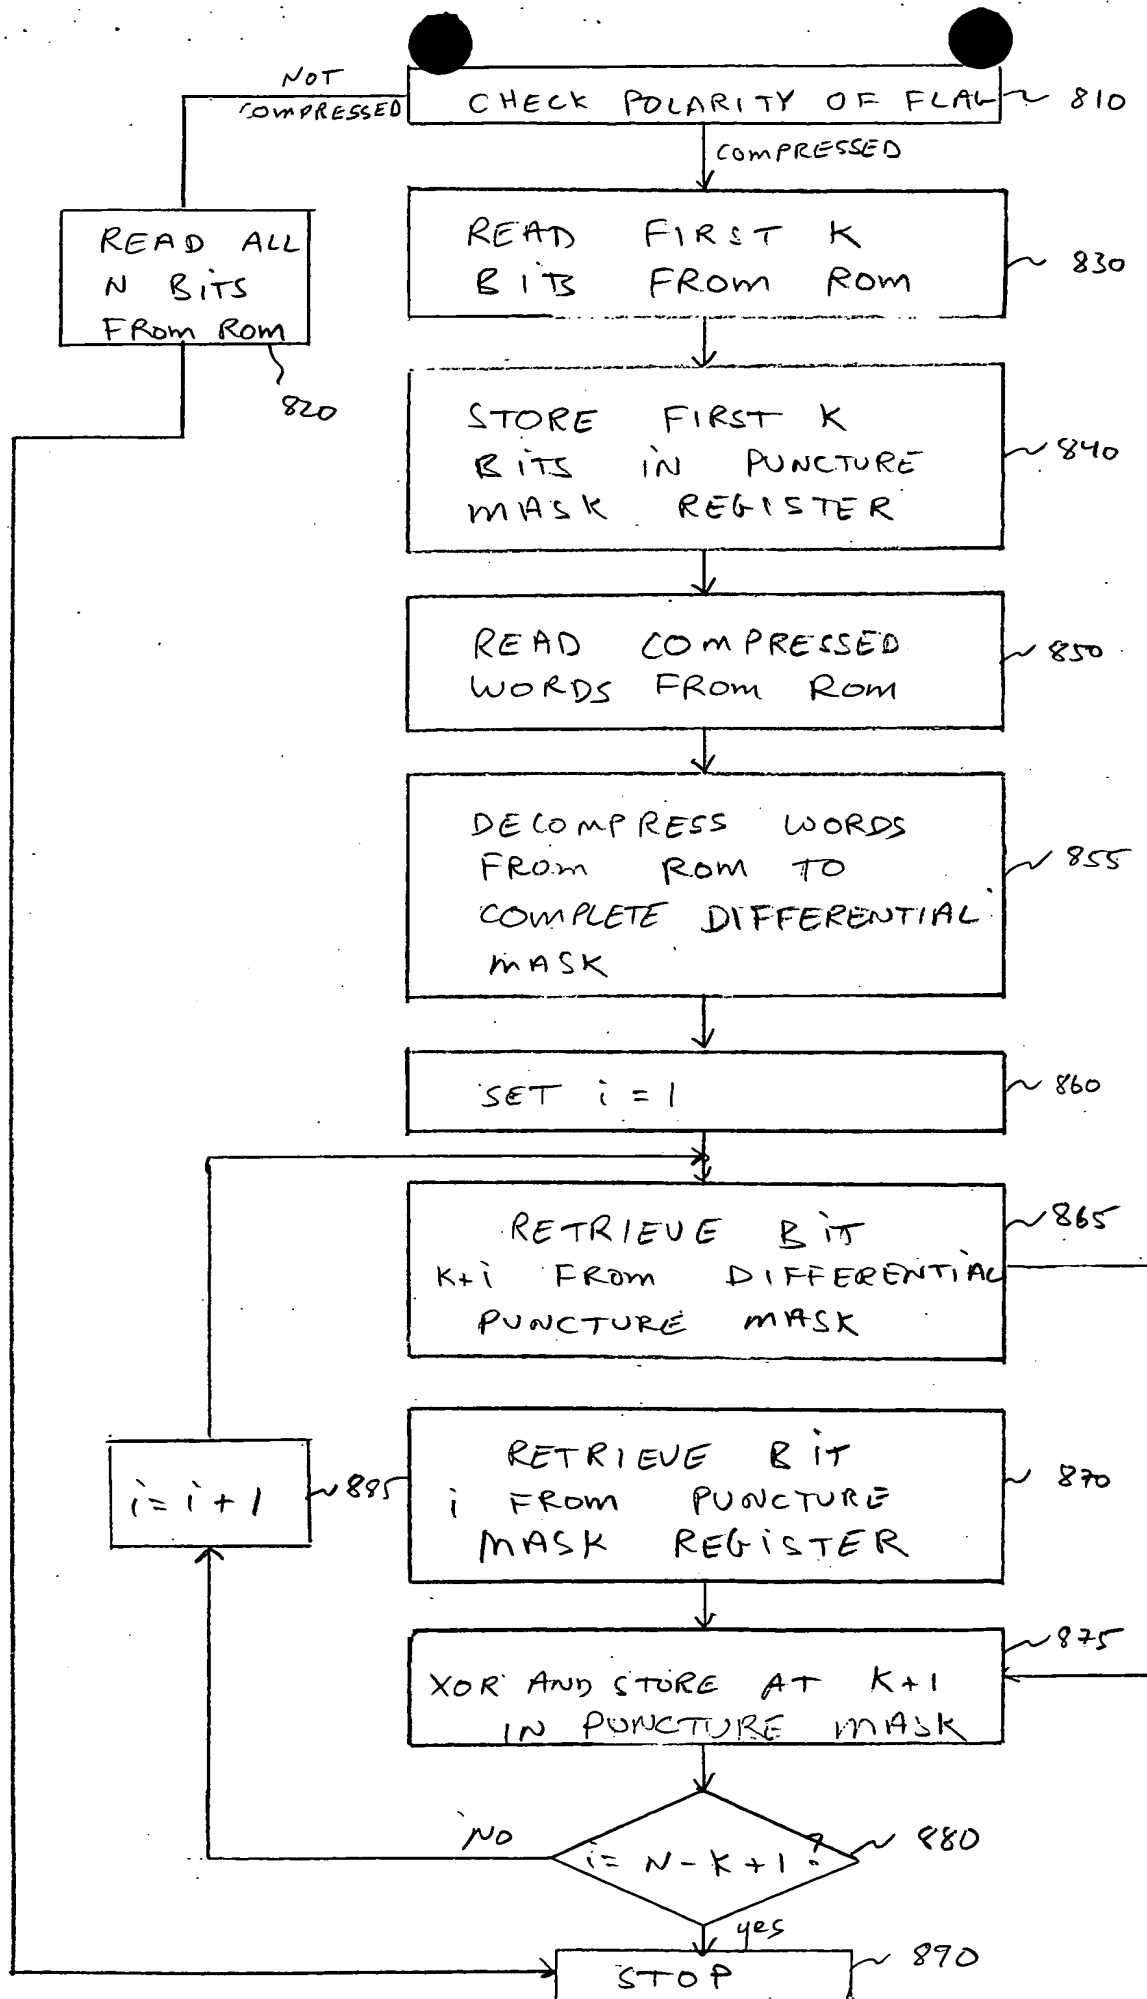 NOT
COMPRESSED
CHECK POLARITY OF FLAG
810
COMPRESSED
READ ALL
N BITS
FROM ROM
820
READ FIRST K
BITS FROM ROM
830
STORE FIRST K
BITS IN PUNCTURE
MASK REGISTER
840
READ COMPRESSED
WORDS FROM ROM
850
DECOMPRESS WORDS
FROM ROM TO
COMPLETE DIFFERENTIAL
MASK
855
SET i = 1
860
RETRIEVE BIT
K+i FROM DIFFERENTIAL
PUNCTURE MASK
865
i = i + 1
885
RETRIEVE BIT
i FROM PUNCTURE
MASK REGISTER
870
XOR AND STORE AT K+1
IN PUNCTURE MASK
875
NO
i = N - K + 1 ?
880
yes
STOP
890